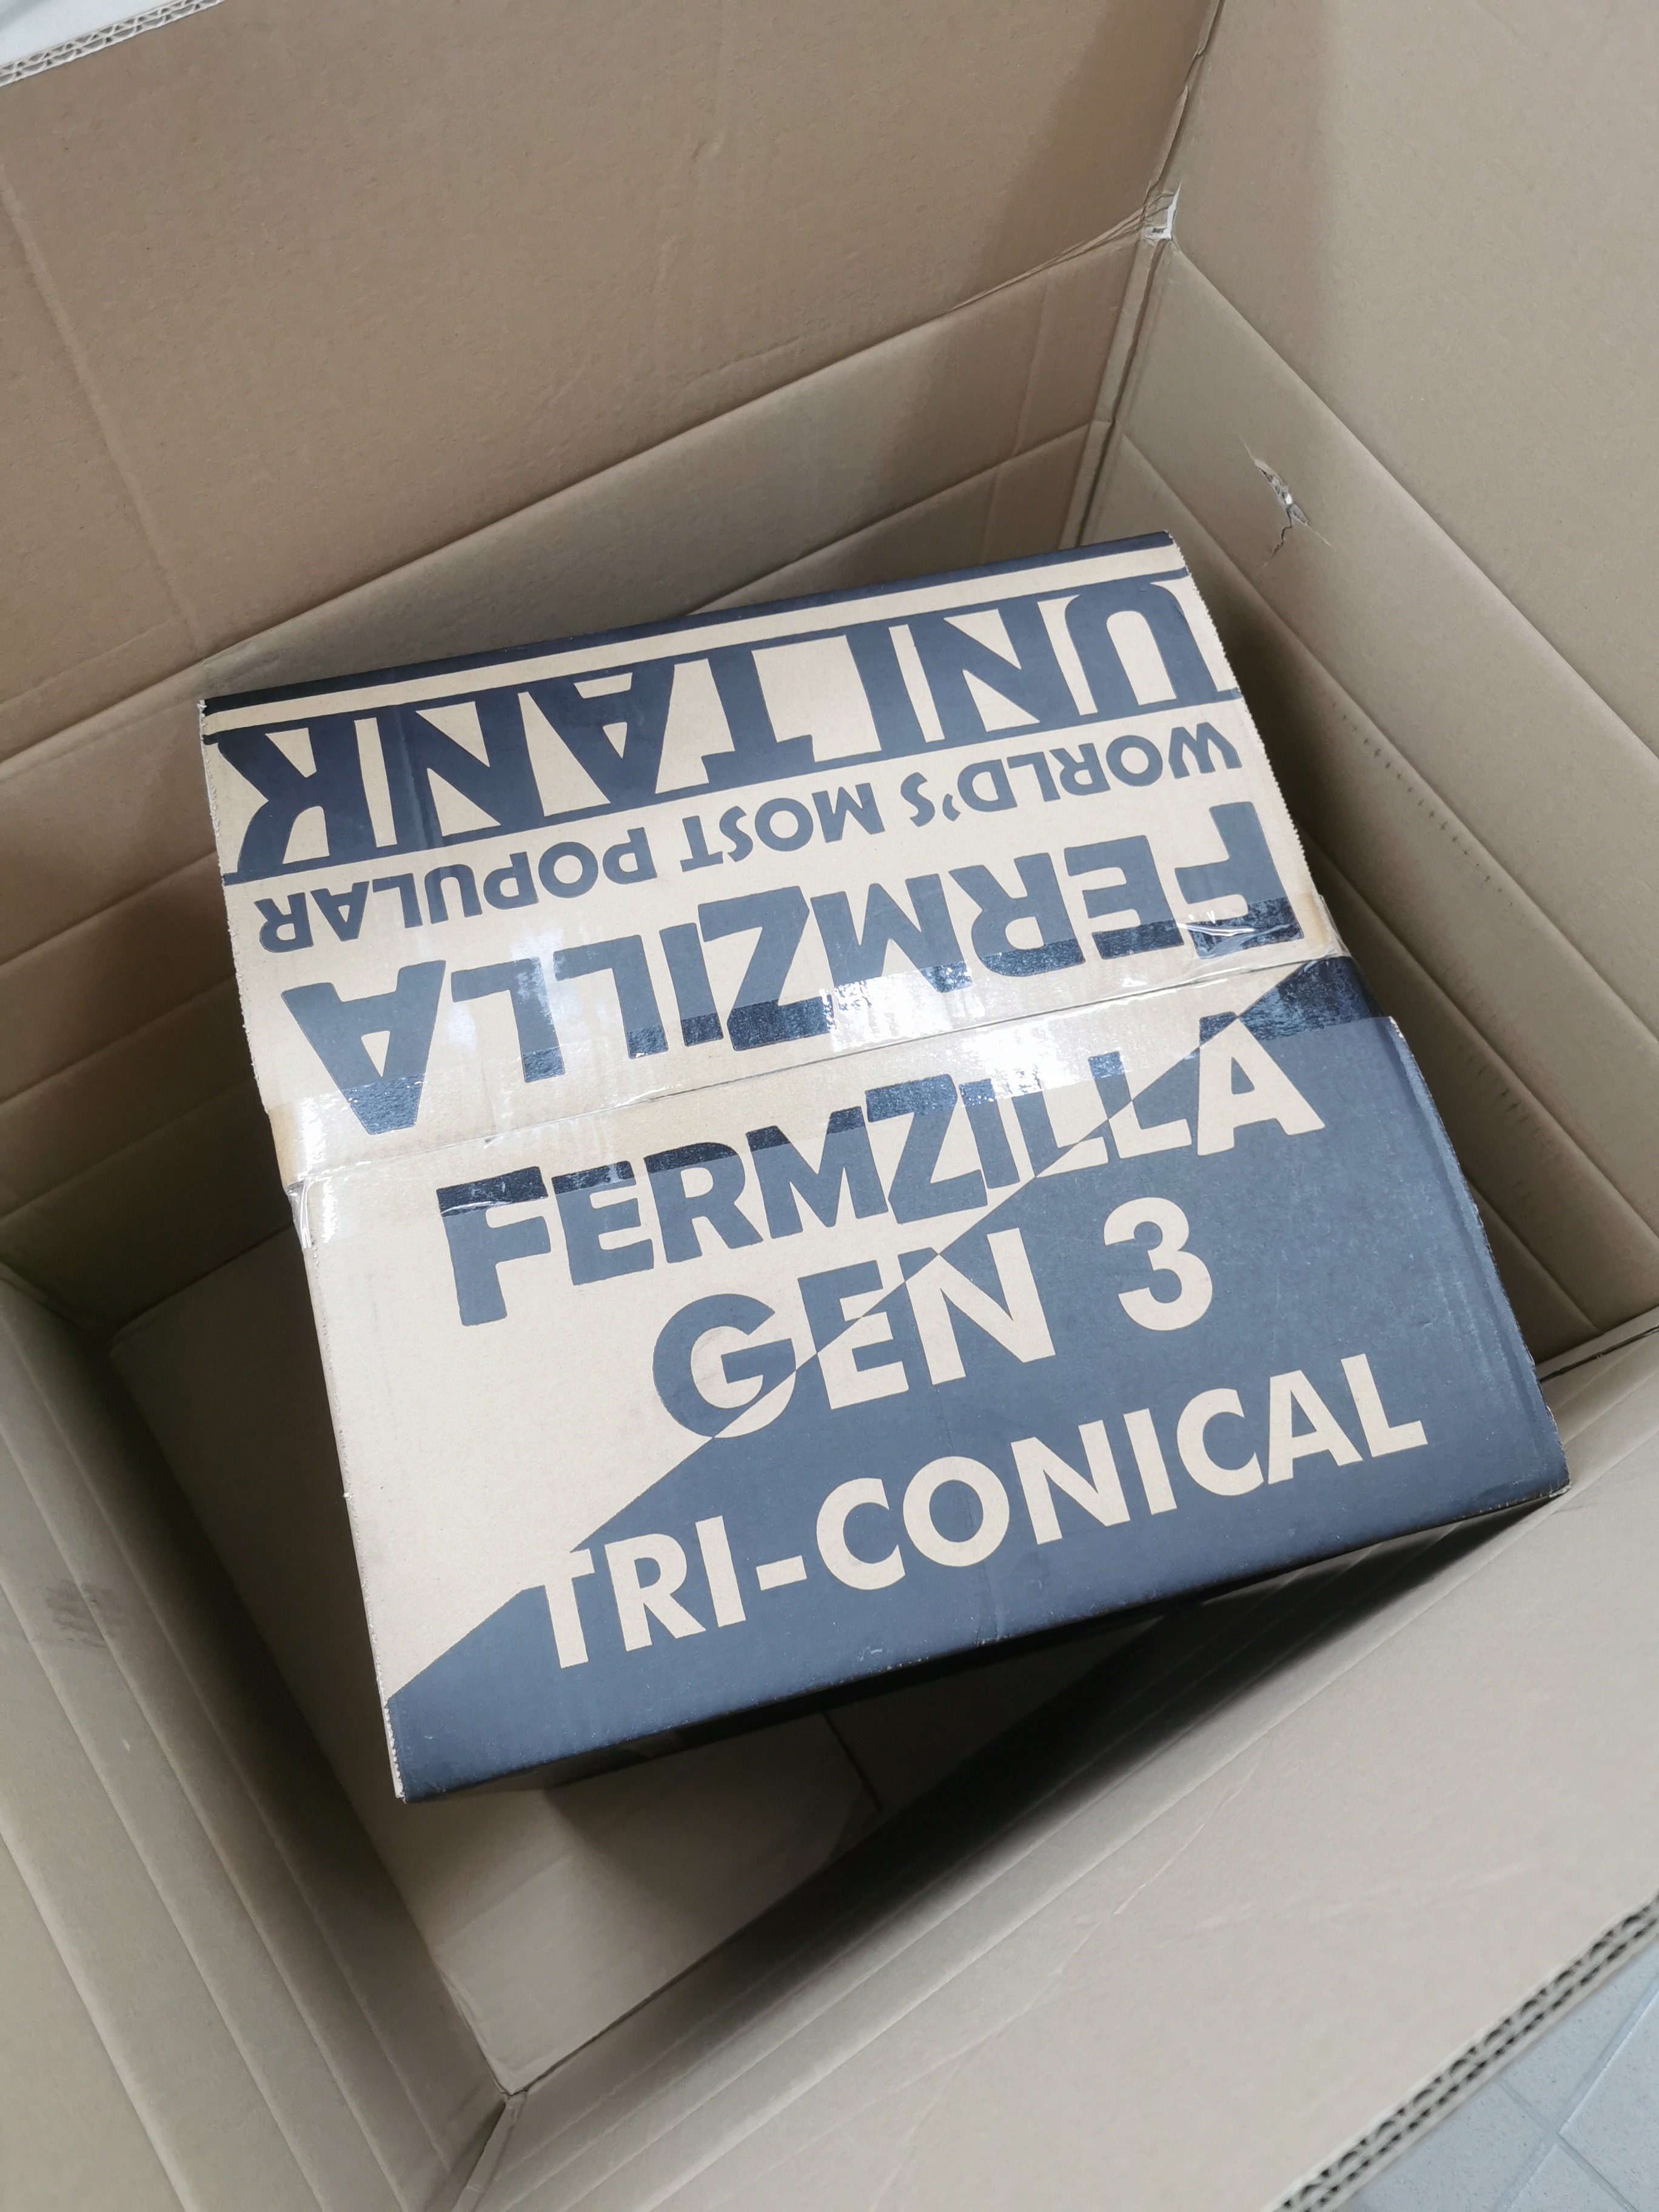 UNI TANK
WORLD'S MOST POPULAR
FERMZILLA
FERMZILLA
GEN 3
TRI-CONICAL